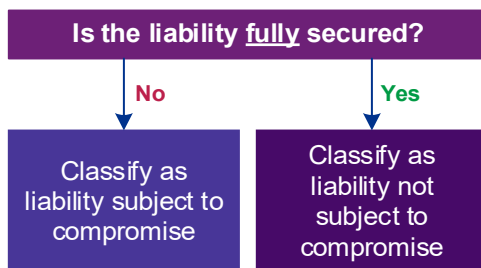 Is the liability fully secured?
No
Yes
Classify as
liability subject to
compromise
Classify as
liability not
subject to
compromise